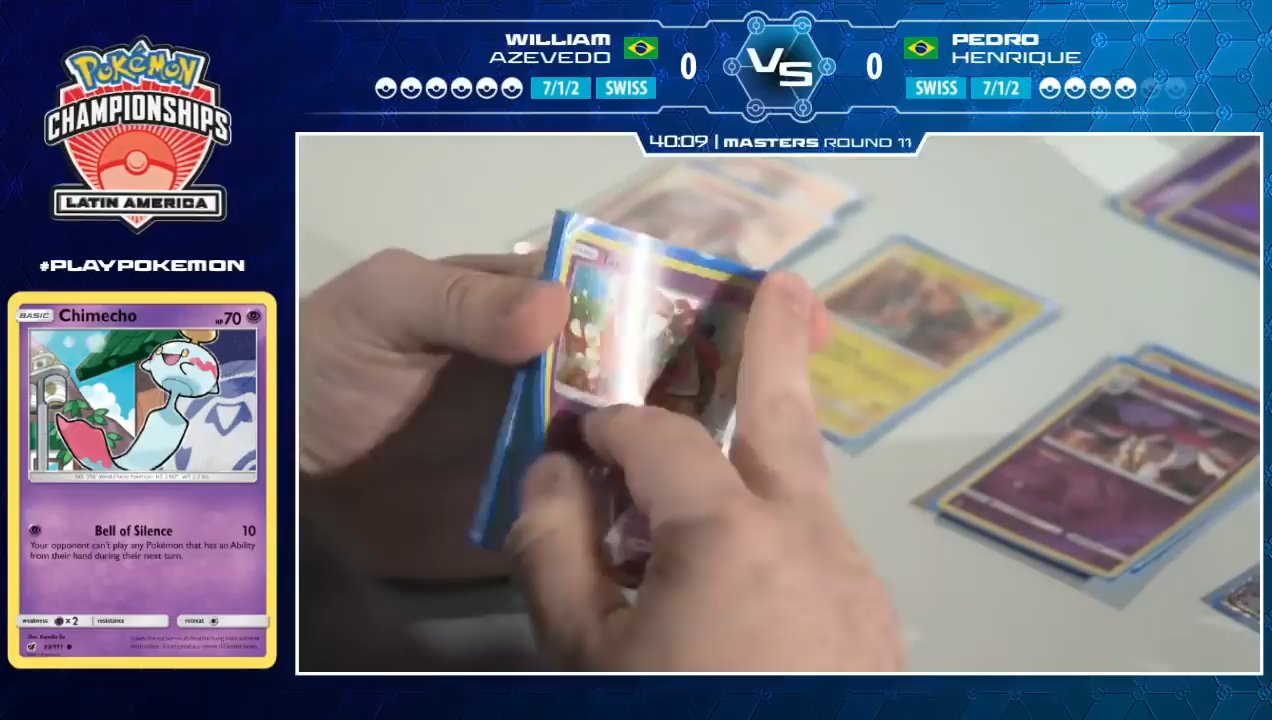 Pokémon
CHAMPIONSHIPS
LATIN AMERICA
#PLAYPOKEMON
WILLIAM
AZEVEDO
0
7/1/2
SWISS
VS
0
PEDRO
HENRIQUE
SWISS
7/1/2
40:09 | MASTERS ROUND 11
BASIC
Chimecho
HP70
Bell of Silence 10
Your opponent can't play any Pokémon that has an Ability
from their hand during their next turn.
weakness
×2
resistance
retreat